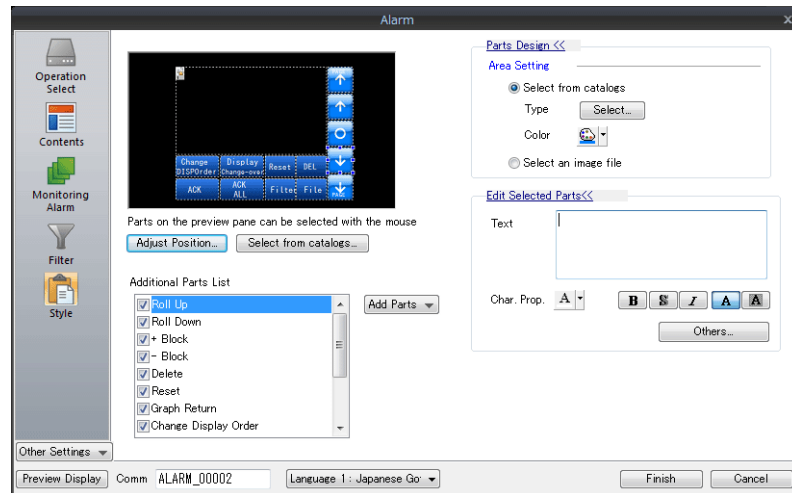 Alarm
x
Operation
Select
Contents
Monitoring
Alarm
Filter
Style
Other Settings
Change
DISPOrder
Display
Change-over
Reset
DEL
ACK
ACK
ALL
Filter
File
PAGE
Parts on the preview pane can be selected with the mouse
Adjust Position...
Select from catalogs...
Additional Parts List
Roll Up
Roll Down
+ Block
- Block
Delete
Reset
Graph Return
Change Display Order
Add Parts
Parts Design <<
Area Setting
Select from catalogs
Type
Select...
Color
Select an image file
Edit Selected Parts<<
Text
Char. Prop.
A
B
S
I
A
A
Others...
Preview Display
Comm
ALARM_00002
Language 1 : Japanese Go
Finish
Cancel